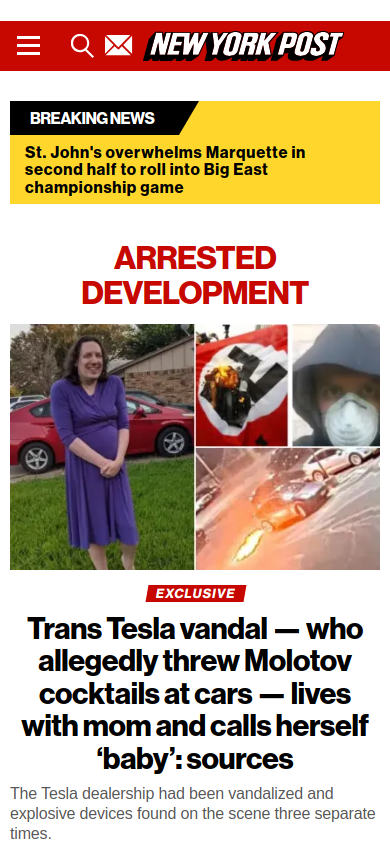 NEW YORK POST
BREAKING NEWS
St. John's overwhelms Marquette in
second half to roll into Big East
championship game
ARRESTED
DEVELOPMENT
EXCLUSIVE
Trans Tesla vandal — who
allegedly threw Molotov
cocktails at cars — lives
with mom and calls herself
‘baby’: sources
The Tesla dealership had been vandalized and
explosive devices found on the scene three separate
times.